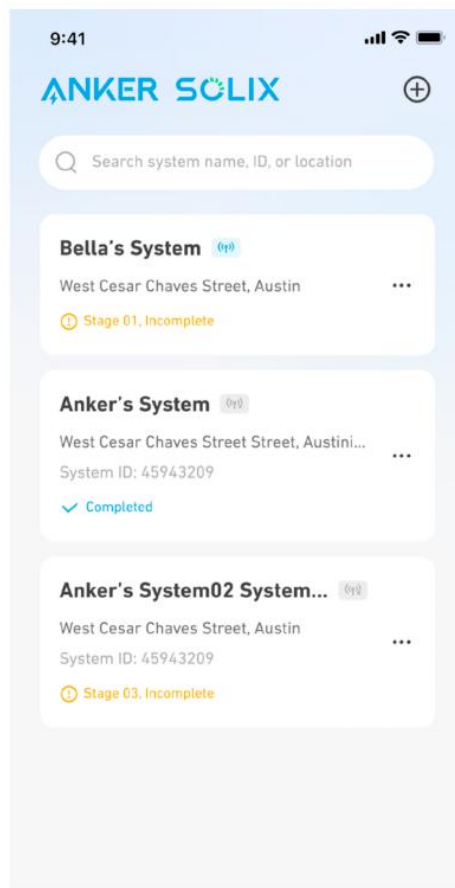 9:41
ANKER SOLIX
Search system name, ID, or location
Bella's System
West Cesar Chaves Street, Austin
Stage 01, Incomplete
Anker's System
West Cesar Chaves Street Street, Austini...
System ID: 45943209
Completed
Anker's System02 System...
West Cesar Chaves Street, Austin
System ID: 45943209
Stage 03, Incomplete